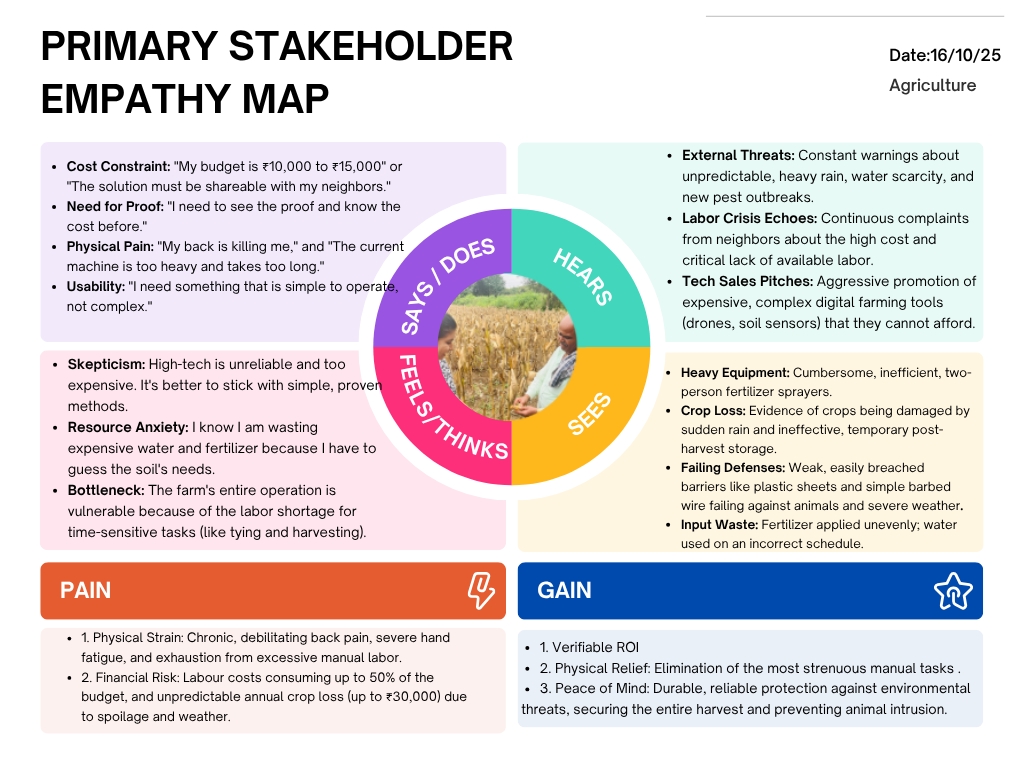 PRIMARY STAKEHOLDER
EMPATHY MAP
Date:16/10/25
Agriculture
• Cost Constraint: "My budget is ₹10,000 to ₹15,000" or
"The solution must be shareable with my neighbors."
• Need for Proof: "I need to see the proof and know the
cost before."
• Physical Pain: "My back is killing me," and "The current
machine is too heavy and takes too long."
• Usability: "I need something that is simple to operate,
not complex."
• External Threats: Constant warnings about
unpredictable, heavy rain, water scarcity, and
new pest outbreaks.
• Labor Crisis Echoes: Continuous complaints
from neighbors about the high cost and
critical lack of available labor.
• Tech Sales Pitches: Aggressive promotion of
expensive, complex digital farming tools
(drones, soil sensors) that they cannot afford.
SAYS / DOES
HEARS
FEELS/THINKS
SEES
• Skepticism: High-tech is unreliable and too
expensive. It's better to stick with simple, proven
methods.
• Resource Anxiety: I know I am wasting
expensive water and fertilizer because I have to
guess the soil's needs.
• Bottleneck: The farm's entire operation is
vulnerable because of the labor shortage for
time-sensitive tasks (like tying and harvesting).
• Heavy Equipment: Cumbersome, inefficient, two-
person fertilizer sprayers.
• Crop Loss: Evidence of crops being damaged by
sudden rain and ineffective, temporary post-
harvest storage.
• Failing Defenses: Weak, easily breached
barriers like plastic sheets and simple barbed
wire failing against animals and severe weather.
• Input Waste: Fertilizer applied unevenly; water
used on an incorrect schedule.
PAIN
• 1. Physical Strain: Chronic, debilitating back pain, severe hand
fatigue, and exhaustion from excessive manual labor.
• 2. Financial Risk: Labour costs consuming up to 50% of the
budget, and unpredictable annual crop loss (up to ₹30,000) due
to spoilage and weather.
GAIN
• 1. Verifiable ROI
• 2. Physical Relief: Elimination of the most strenuous manual tasks .
• 3. Peace of Mind: Durable, reliable protection against environmental
threats, securing the entire harvest and preventing animal intrusion.